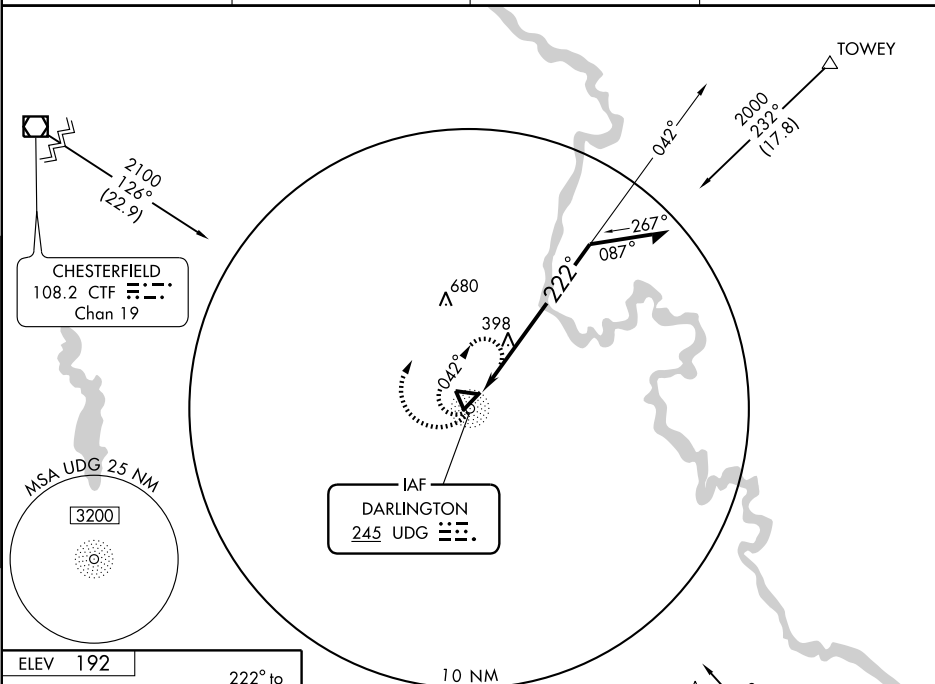 TOWEY
2000
232°
(17.8)
042°
2100
126°
(22.9)
267°
087°
222°
CHESTERFIELD
108.2 CTF
Chan 19
680
398
042°
MSA UDG 25 NM
3200
IAF
DARLINGTON
245 UDG
ELEV 192
222° to
10 NM